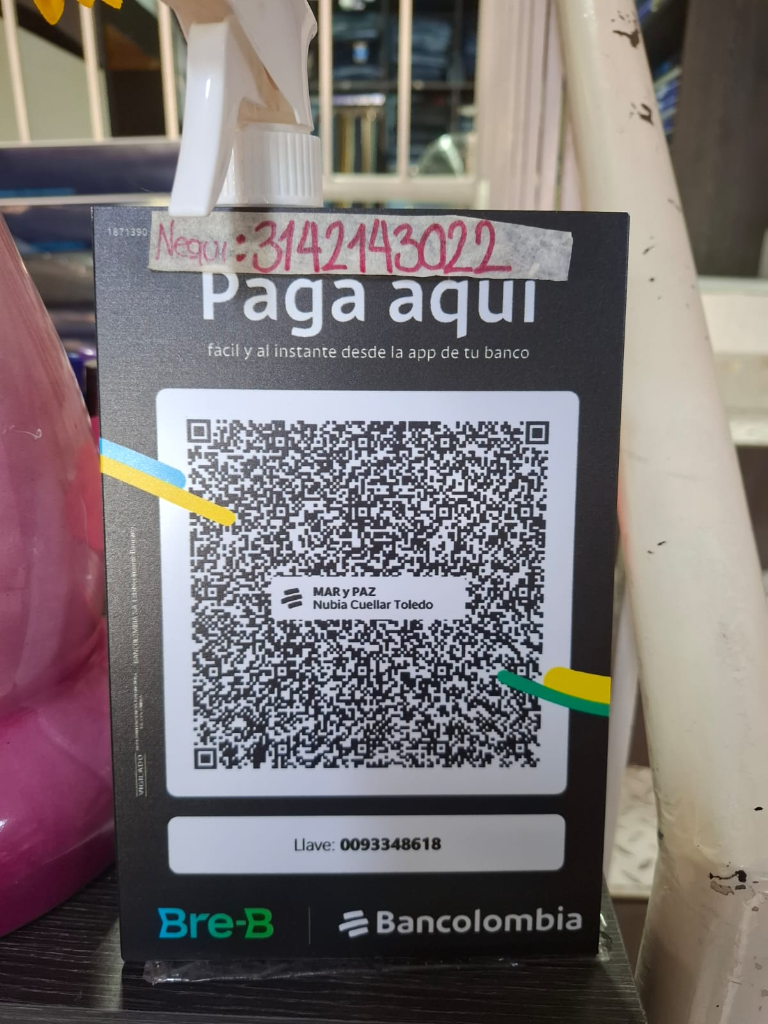 1871390
Nequi: 3142143022
Paga aquí
fácil y al instante desde la app de tu banco
MAR y PAZ
Nubia Cuellar Toledo
Llave: 0093348618
Bre-B
Bancolombia